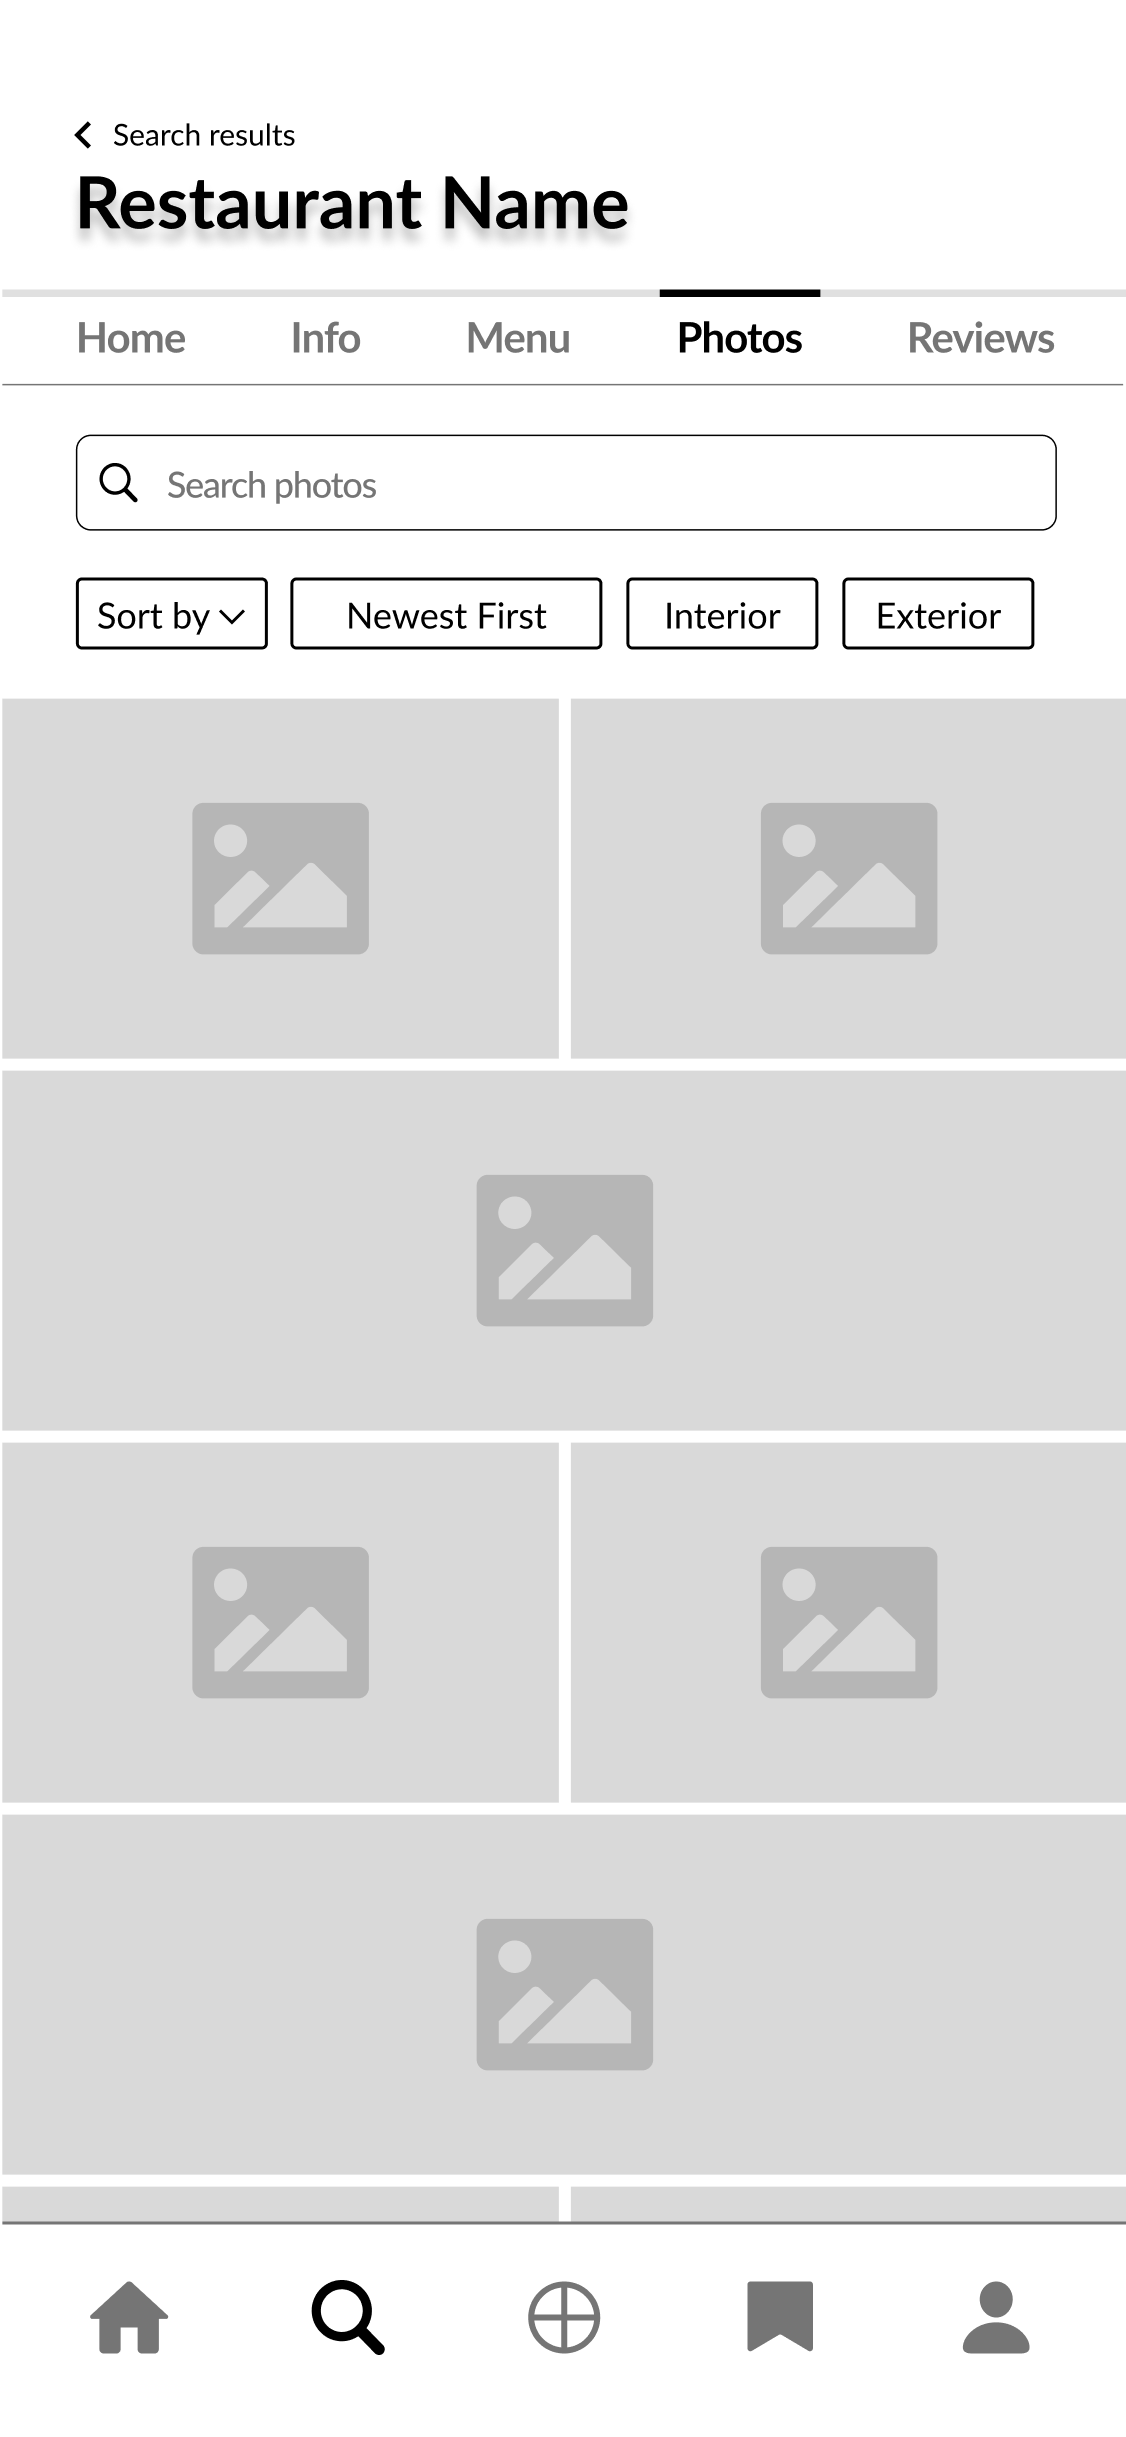 Search results
Restaurant Name
Home Info Menu Photos Reviews
Search photos
Sort by Newest First Interior Exterior